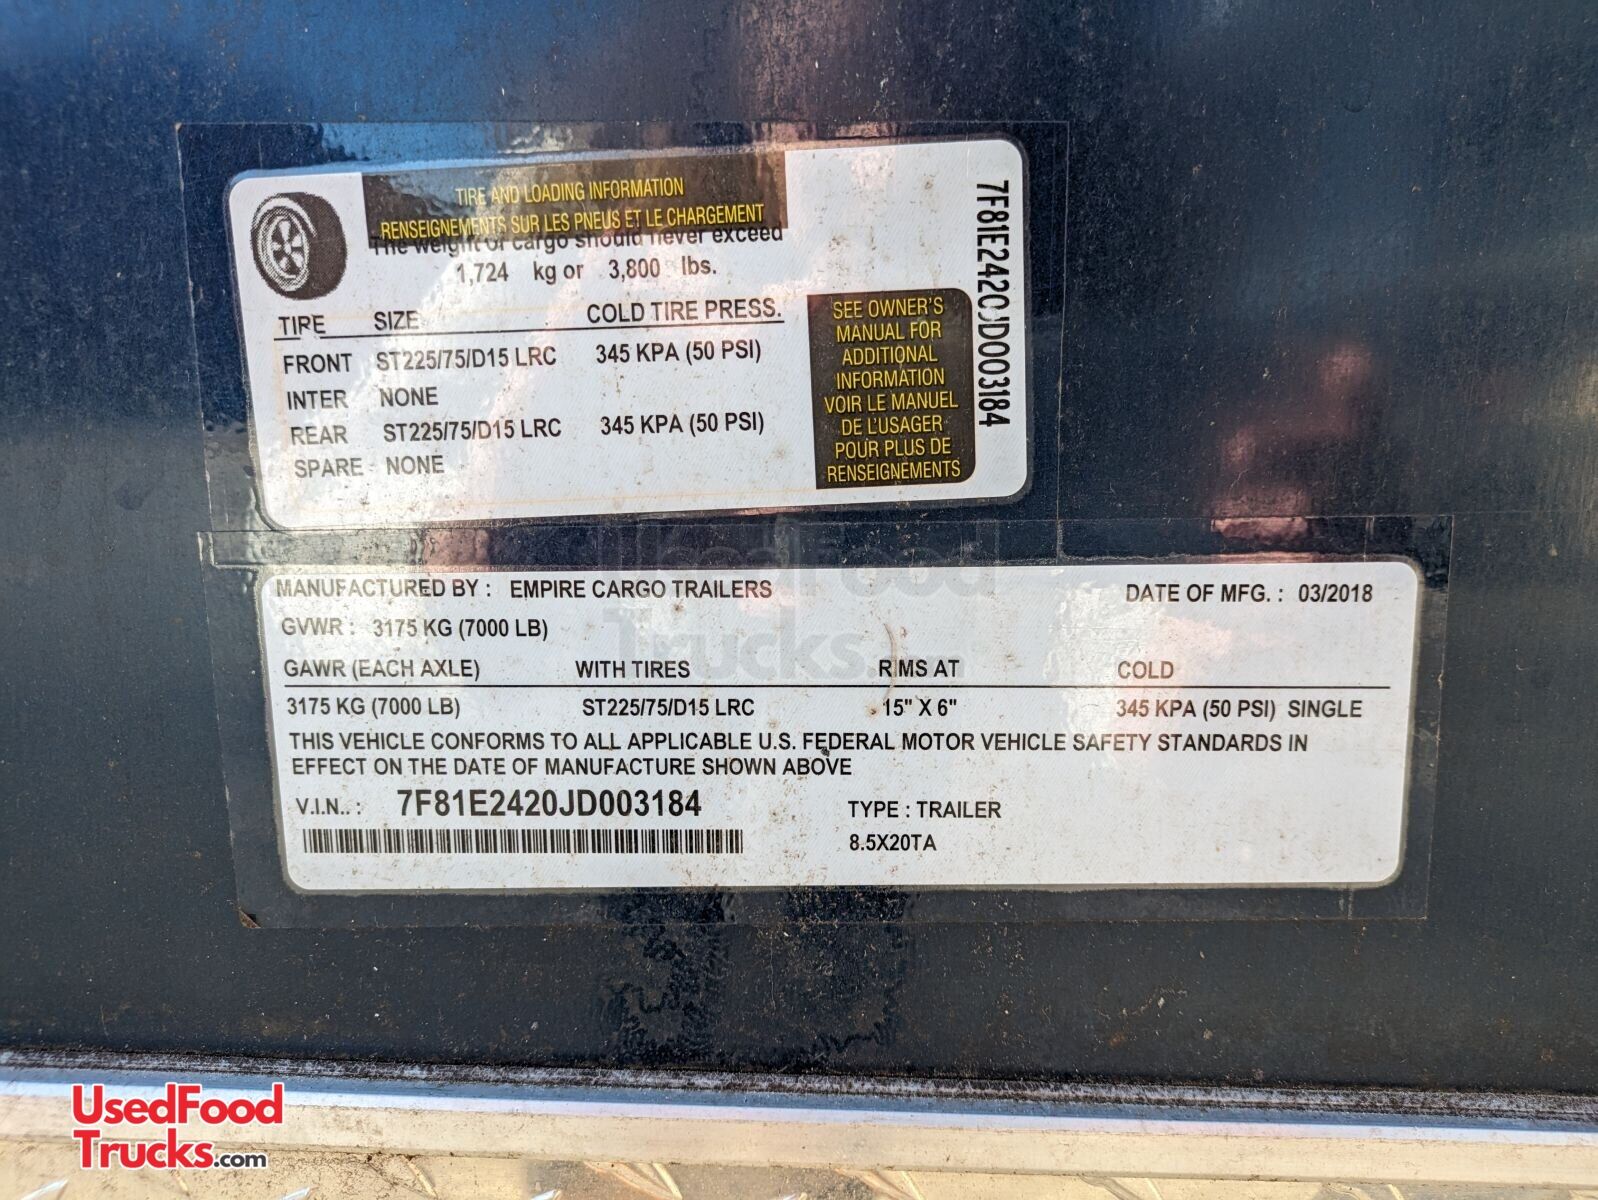 TIRE AND LOADING INFORMATION
RENSEIGNEMENTS SUR LES PNEUS ET LE CHARGEMENT
The weight of cargo should never exceed
1,724 kg or 3,800 lbs.
TIRE SIZE COLD TIRE PRESS.
FRONT ST225/75/D15 LRC 345 KPA (50 PSI)
INTER NONE
REAR ST225/75/D15 LRC 345 KPA (50 PSI)
SPARE NONE
SEE OWNER'S
MANUAL FOR
ADDITIONAL
INFORMATION
VOIR LE MANUEL
DE L'USAGER
POUR PLUS DE
RENSEIGNEMENTS
7F81E2420JD003184
MANUFACTURED BY : EMPIRE CARGO TRAILERS DATE OF MFG. : 03/2018
GVWR : 3175 KG (7000 LB)
GAWR (EACH AXLE) WITH TIRES RIMS AT COLD
3175 KG (7000 LB) ST225/75/D15 LRC 15" X 6" 345 KPA (50 PSI) SINGLE
THIS VEHICLE CONFORMS TO ALL APPLICABLE U.S. FEDERAL MOTOR VEHICLE SAFETY STANDARDS IN
EFFECT ON THE DATE OF MANUFACTURE SHOWN ABOVE
V.I.N.. : 7F81E2420JD003184 TYPE : TRAILER
8.5X20TA
UsedFood
Trucks.com
UsedFood
Trucks.com